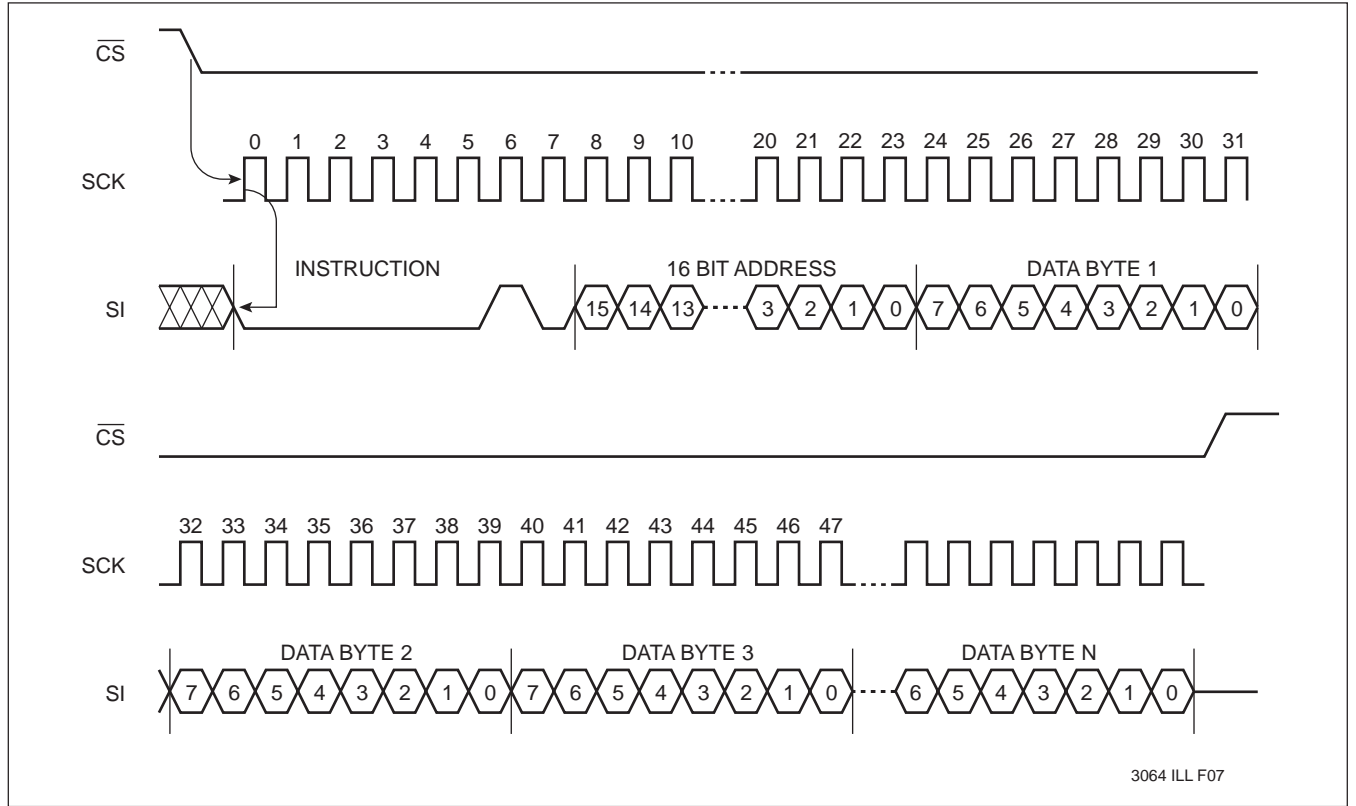 CS
0 1 2 3 4 5 6 7 8 9 10 20 21 22 23 24 25 26 27 28 29 30 31
SCK
INSTRUCTION 16 BIT ADDRESS DATA BYTE 1
SI 15 14 13 3 2 1 0 7 6 5 4 3 2 1 0
CS
32 33 34 35 36 37 38 39 40 41 42 43 44 45 46 47
SCK
DATA BYTE 2 DATA BYTE 3 DATA BYTE N
SI 7 6 5 4 3 2 1 0 7 6 5 4 3 2 1 0 6 5 4 3 2 1 0
3064 ILL F07